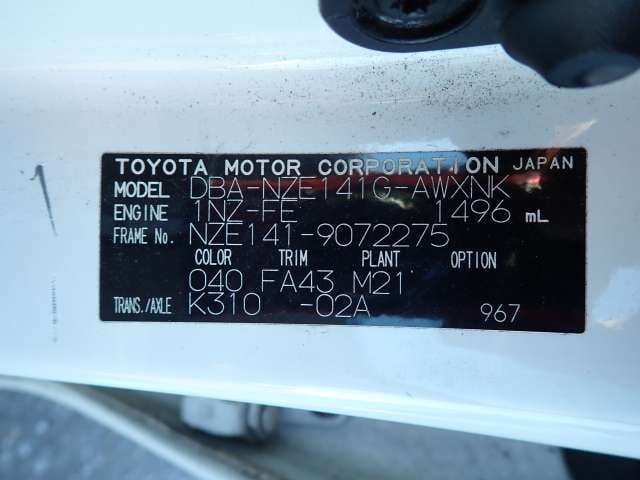 TOYOTA MOTOR CORPORATION JAPAN
MODEL DBA-NZE141G-AWXNK
ENGINE 1NZ-FE 1496 mL
FRAME No. NZE141-9072275
COLOR TRIM PLANT OPTION
040 FA43 M21
TRANS./AXLE K310 -02A 967